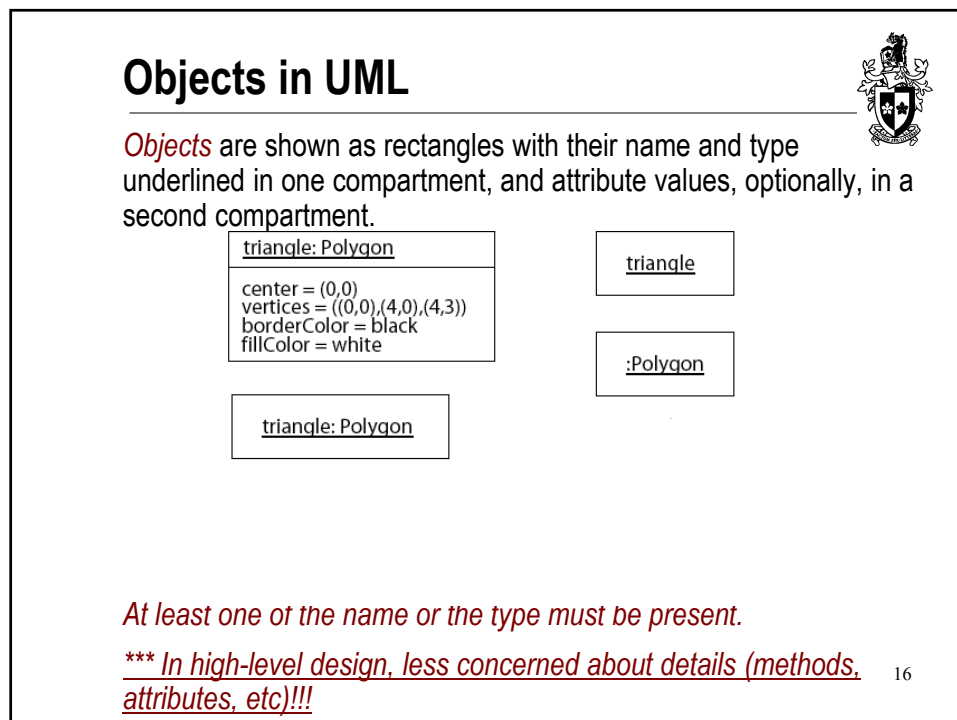 Objects in UML
Objects are shown as rectangles with their name and type
underlined in one compartment, and attribute values, optionally, in a
second compartment.
triangle: Polygon
center = (0,0)
vertices = ((0,0),(4,0),(4,3))
borderColor = black
fillColor = white
triangle
:Polygon
triangle: Polygon
At least one of the name or the type must be present.
*** In high-level design, less concerned about details (methods,
attributes, etc)!!!
16